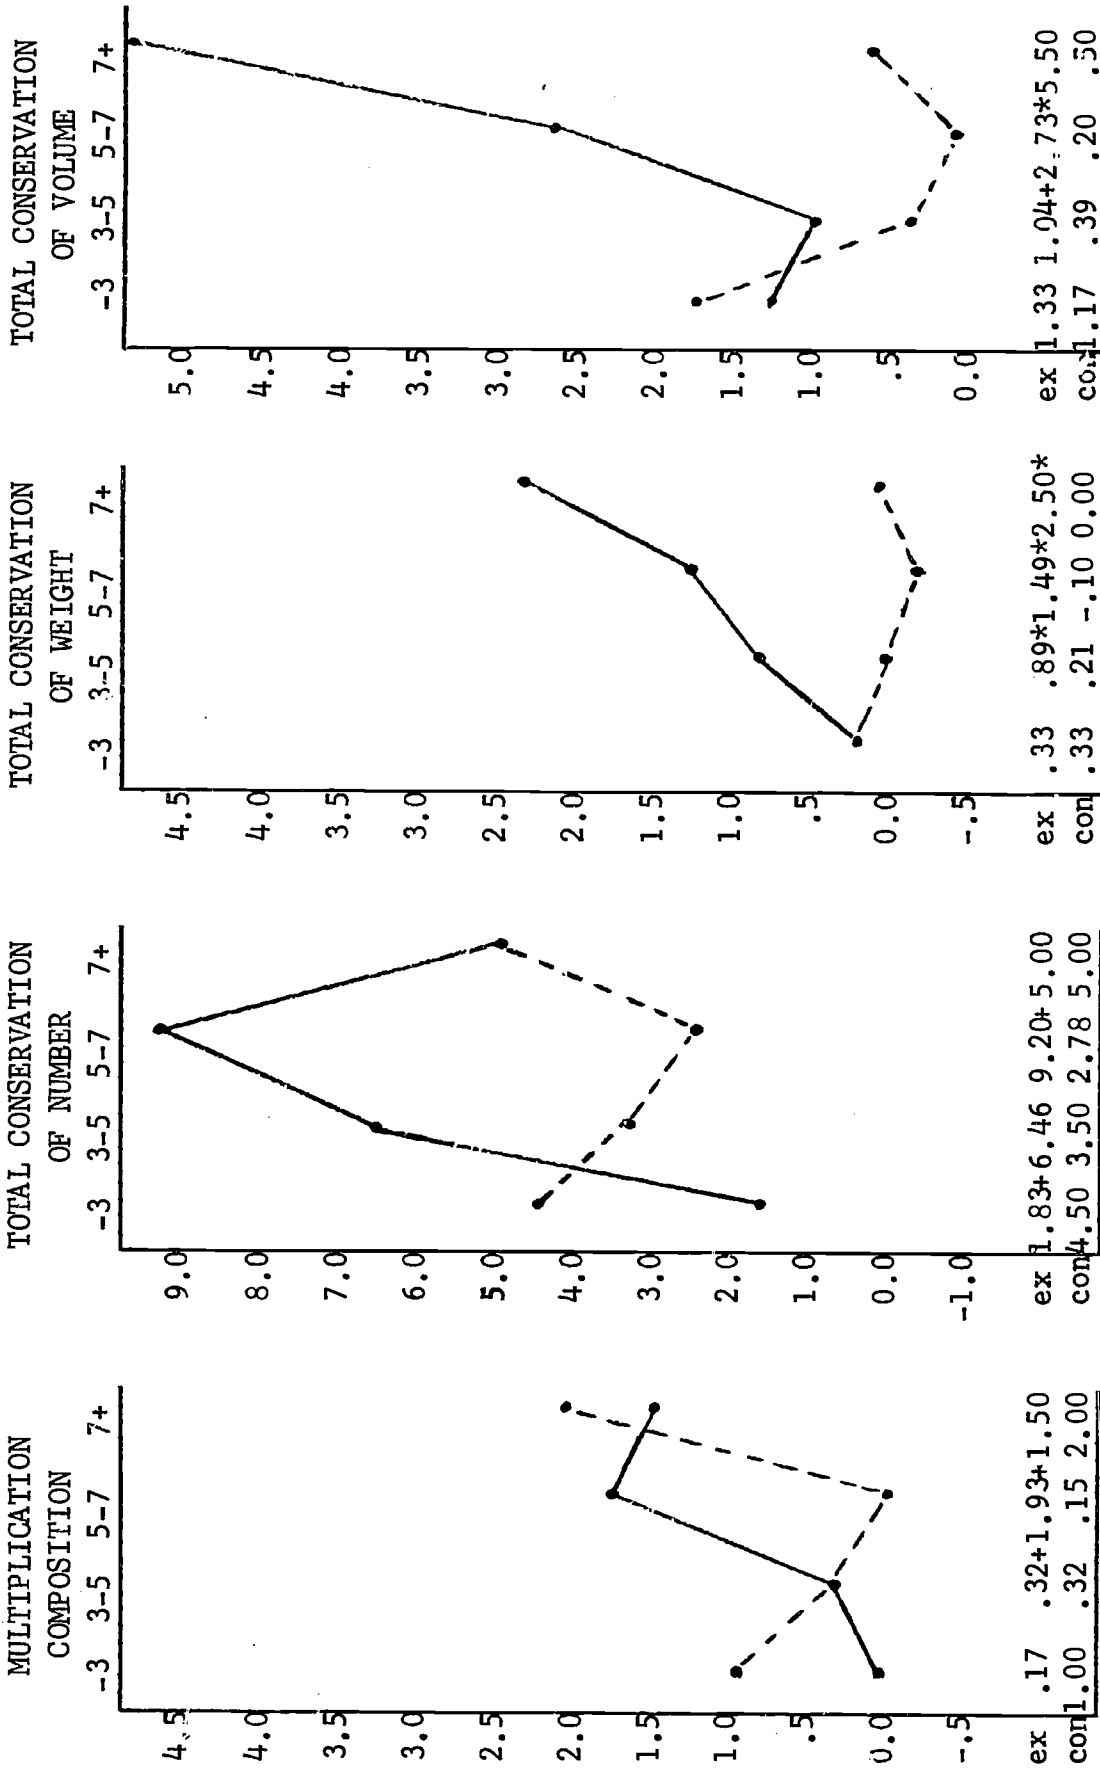 MULTIPLICATION
COMPOSITION
-3 3-5 5-7 7+
4.5
4.0
3.5
3.0
2.5
2.0
1.5
1.0
.5
0.0
-.5
ex .17 .32+1.93+1.50
con1.00 .32 .15 2.00
TOTAL CONSERVATION
OF NUMBER
-3 3-5 5-7 7+
9.0
8.0
7.0
6.0
5.0
4.0
3.0
2.0
1.0
0.0
-1.0
ex 1.83+6.46 9.20+5.00
con4.50 3.50 2.78 5.00
TOTAL CONSERVATION
OF WEIGHT
-3 3-5 5-7 7+
4.5
4.0
3.5
3.0
2.5
2.0
1.5
1.0
.5
0.0
-.5
ex .33 .89*1.49*2.50*
con .33 .21 -.10 0.00
TOTAL CONSERVATION
OF VOLUME
-3 3-5 5-7 7+
5.0
4.5
4.0
3.5
3.0
2.5
2.0
1.5
1.0
.5
0.0
ex 1.33 1.04+2.73*5.50
con1.17 .39 .20 .50